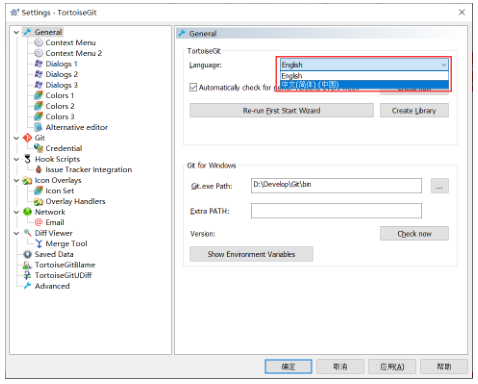 Settings - TortoiseGit
General
Context Menu
Context Menu 2
Dialogs 1
Dialogs 2
Dialogs 3
Colors 1
Colors 2
Colors 3
Alternative editor
Git
Credential
Hook Scripts
Issue Tracker Integration
Icon Overlays
Icon Set
Overlay Handlers
Network
Email
Diff Viewer
Merge Tool
Saved Data
TortoiseGitBlame
TortoiseGitUDiff
Advanced
General
TortoiseGit
Language:
English
English
中文(简体) (中国)
Automatically check for
Re-run First Start Wizard
Create Library
Git for Windows
Git.exe Path:
D:\Develop\Git\bin
...
Extra PATH:
Version:
Check now
Show Environment Variables
确定
取消
应用(A)
帮助